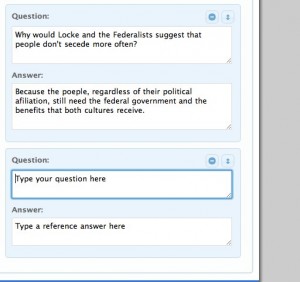 Question:
Why would Locke and the Federalists suggest that
people don't secede more often?
Answer:
Because the poeple, regardless of their political
afiliation, still need the federal government and the
benefits that both cultures receive.
Question:
Type your question here
Answer:
Type a reference answer here